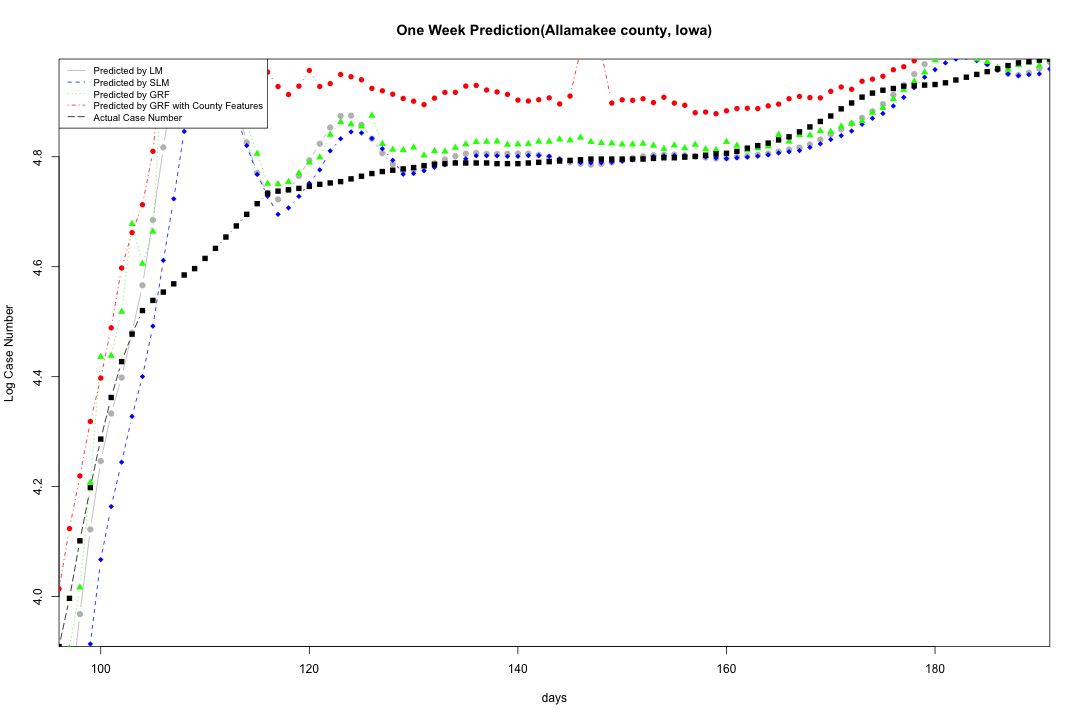 One Week Prediction(Allamakee county, Iowa)
Predicted by LM
Predicted by SLM
Predicted by GRF
Predicted by GRF with County Features
Actual Case Number
Log Case Number
4.8
4.6
4.4
4.2
4.0
100 120 140 160 180
days